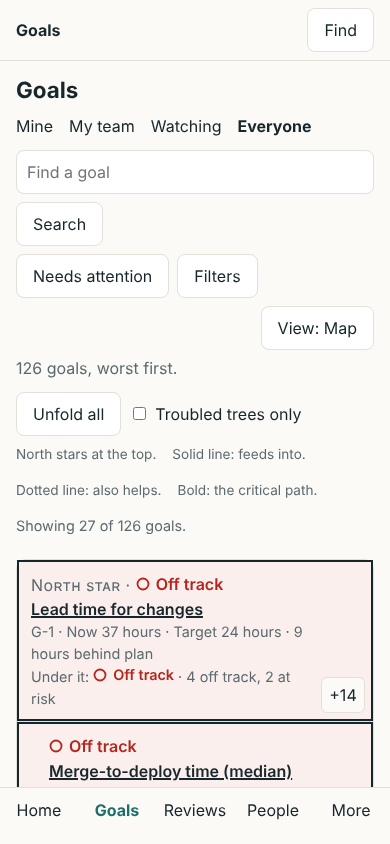 Goals
Find
Goals
Mine My team Watching Everyone
Find a goal
Search
Needs attention Filters
View: Map
126 goals, worst first.
Unfold all Troubled trees only
North stars at the top. Solid line: feeds into.
Dotted line: also helps. Bold: the critical path.
Showing 27 of 126 goals.
North star · Off track
Lead time for changes
G-1 · Now 37 hours · Target 24 hours · 9
hours behind plan
Under it: Off track · 4 off track, 2 at
risk
+14
Off track
Merge-to-deploy time (median)
Home Goals Reviews People More